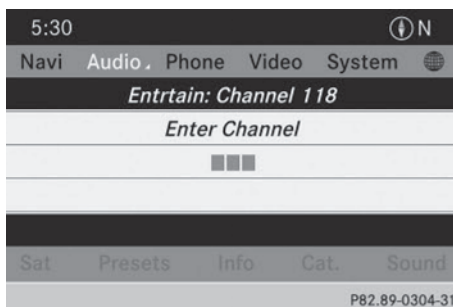 5:30 N
Navi Audio Phone Video System
Entrtain: Channel 118
Enter Channel
Sat Presets Info Cat. Sound
P82.89-0304-31